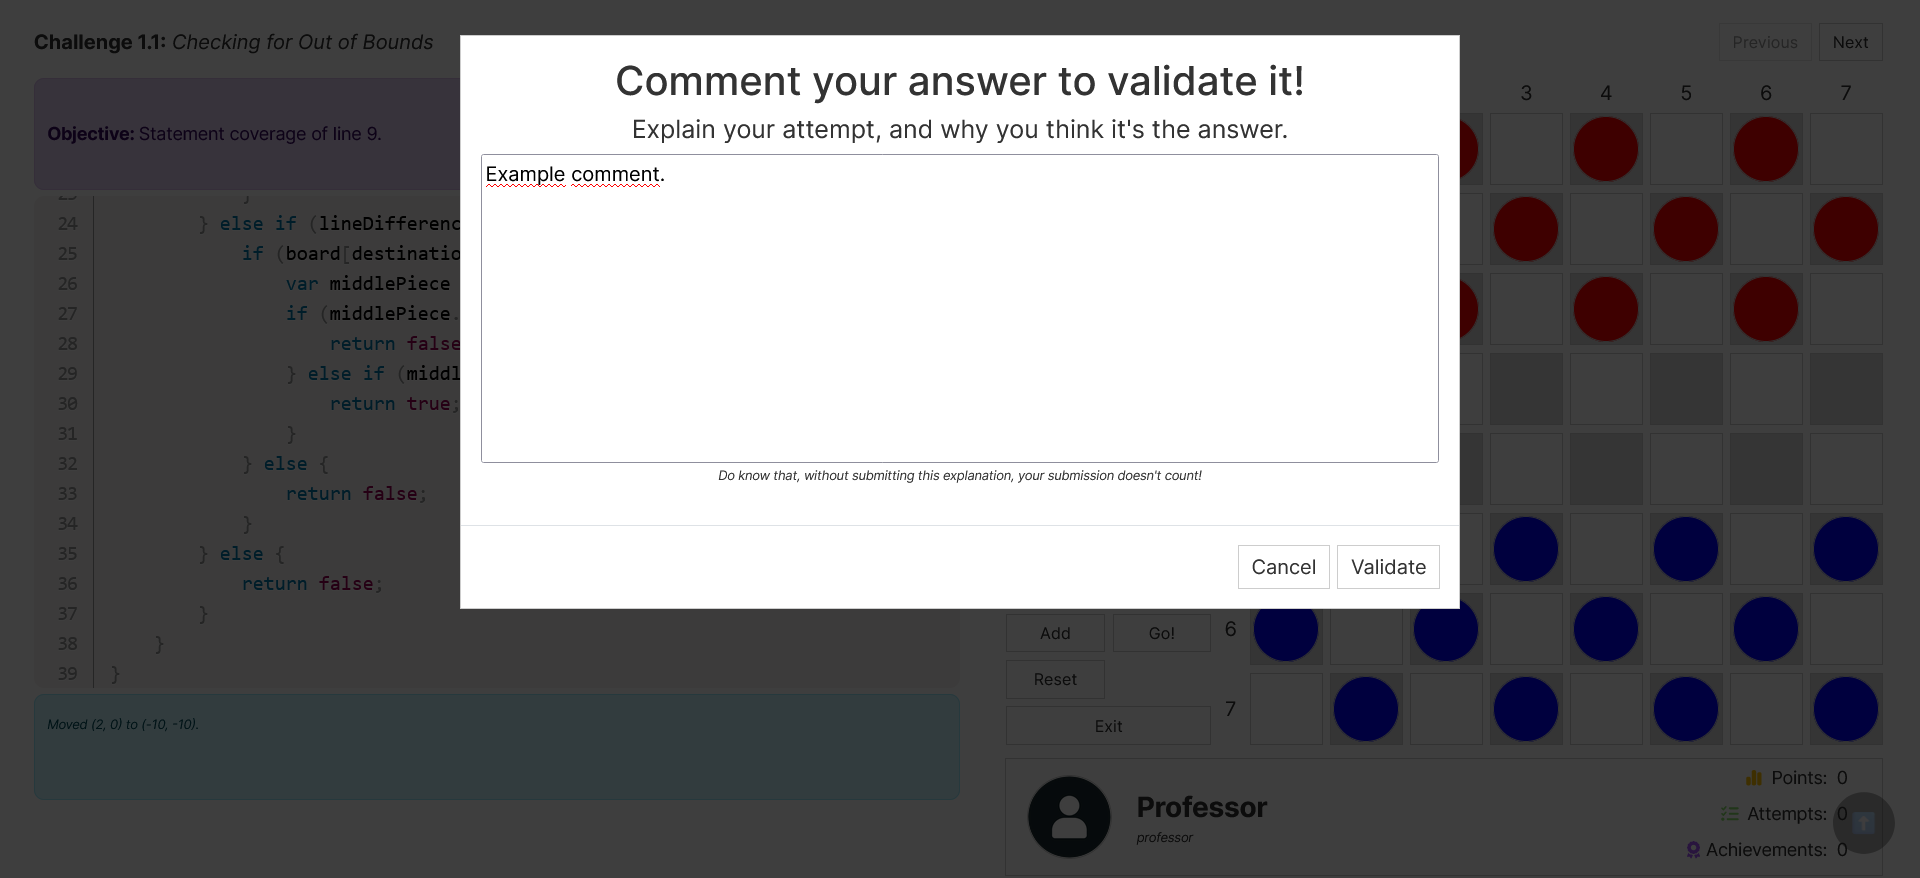 Challenge 1.1: Checking for Out of Bounds
Previous
Next
Objective: Statement coverage of line 9.
}
24 } else if (lineDifferenc
25 if (board[destinatio
26 var middlePiece
27 if (middlePiece.
28 return false
29 } else if (middl
30 return true;
31 }
32 } else {
33 return false;
34 }
35 } else {
36 return false;
37 }
38 }
39 }
Moved (2, 0) to (-10, -10).
Comment your answer to validate it!
Explain your attempt, and why you think it's the answer.
Example comment.
Do know that, without submitting this explanation, your submission doesn't count!
Cancel
Validate
3 4 5 6 7
Add
Go!
6
Reset
7
Exit
Professor
professor
Points: 0
Attempts: 0
Achievements: 0